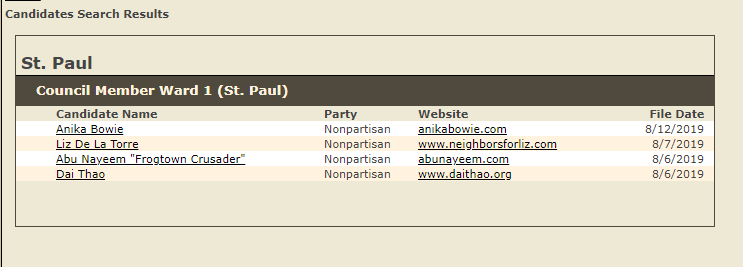 Candidates Search Results
St. Paul
Council Member Ward 1 (St. Paul)
Candidate Name Party Website File Date
Anika Bowie Nonpartisan anikabowie.com 8/12/2019
Liz De La Torre Nonpartisan www.neighborsforliz.com 8/7/2019
Abu Nayeem "Frogtown Crusader" Nonpartisan abunayeem.com 8/6/2019
Dai Thao Nonpartisan www.daithao.org 8/6/2019